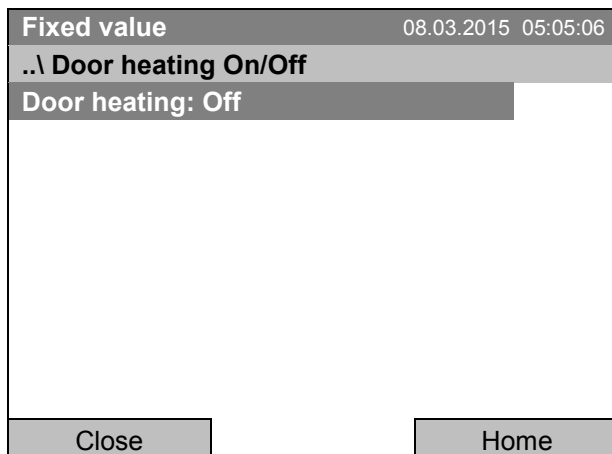 Fixed value 08.03.2015 05:05:06
..\ Door heating On/Off
Door heating: Off
Close Home